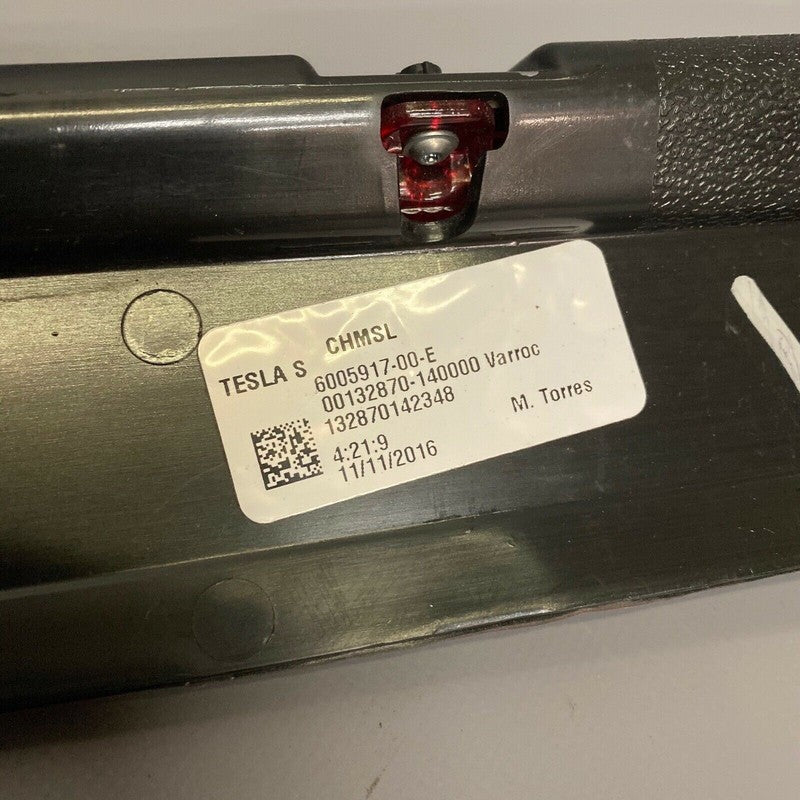 CHMSL
TESLA S 6005917-00-E
00132870-140000 Varroc
132870142348
M. Torres
4:21:9
11/11/2016